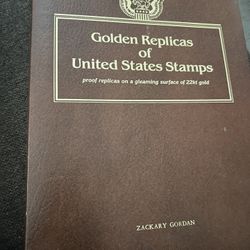 Golden Replicas
of
United States Stamps
proof replicas on a gleaming surface of 22kt gold
ZACKARY GORDAN